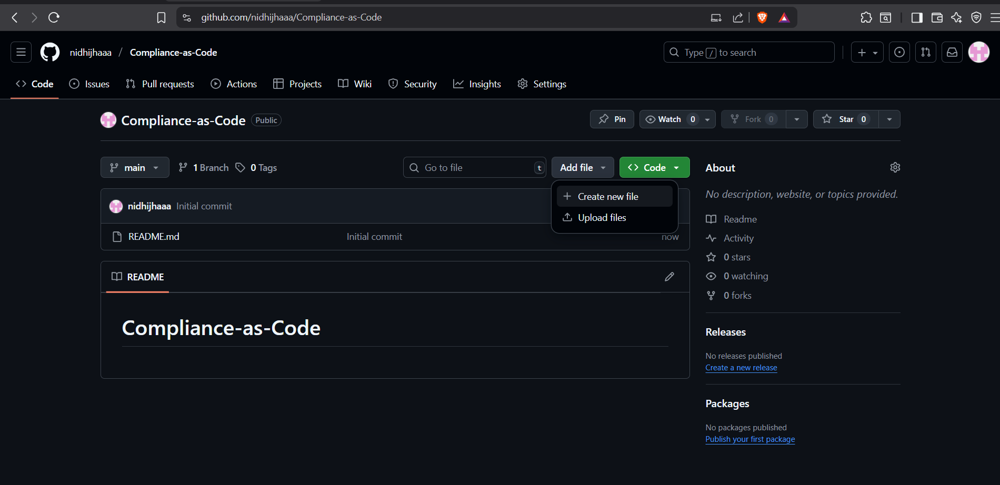 github.com/nidhijhaaa/Compliance-as-Code
nidhijhaaa / Compliance-as-Code
Type / to search
Code Issues Pull requests Actions Projects Wiki Security Insights Settings
Compliance-as-Code Public
Pin Watch 0 Fork 0 Star 0
main 1 Branch 0 Tags Go to file t Add file Code
Create new file
Upload files
nidhijhaaa Initial commit
README.md Initial commit now
README
Compliance-as-Code
About
No description, website, or topics provided.
Readme
Activity
0 stars
0 watching
0 forks
Releases
No releases published
Create a new release
Packages
No packages published
Publish your first package